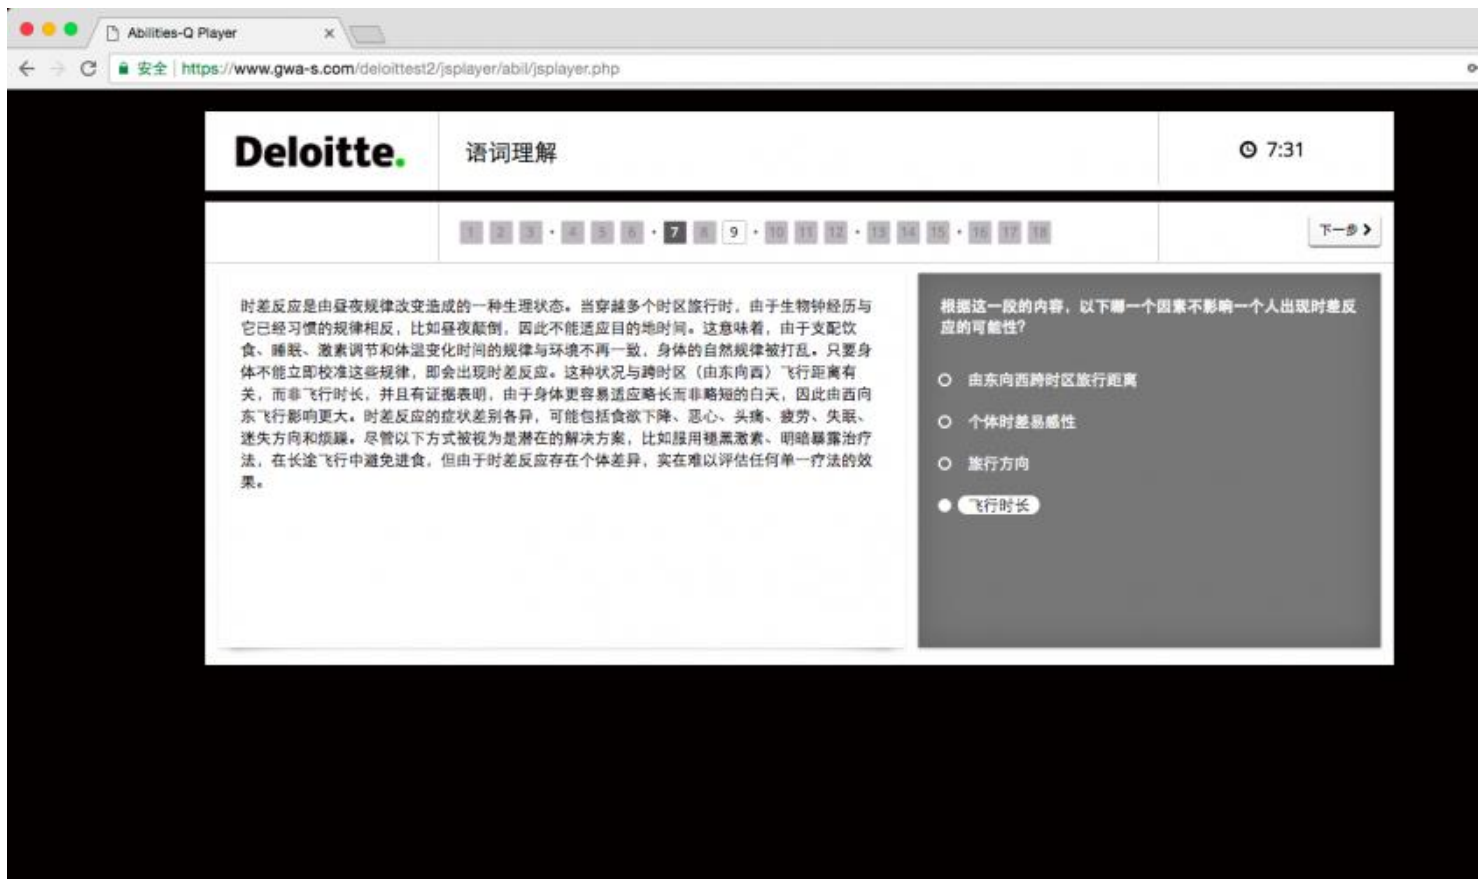 Abilities-Q Player
安全 https://www.gwa-s.com/deloittest2/jsplayer/abil/jsplayer.php
Deloitte.
语词理解
7:31
1 2 3 • 4 5 6 • 7 8 9 • 10 11 12 • 13 14 15 • 16 17 18
下一步
时差反应是由昼夜规律改变造成的一种生理状态。当穿越多个时区旅行时，由于生物钟经历与
它已经习惯的规律相反，比如昼夜颠倒，因此不能适应目的地时间。这意味着，由于支配饮
食、睡眠、激素调节和体温变化时间的规律与环境不再一致，身体的自然规律被打乱。只要身
体不能立即校准这些规律，即会出现时差反应。这种状况与跨时区（由东向西）飞行距离有
关，而非飞行时长，并且有证据表明，由于身体更容易适应略长而非略短的白天，因此由西向
东飞行影响更大。时差反应的症状差别各异，可能包括食欲下降、恶心、头痛、疲劳、失眠、
迷失方向和烦躁。尽管以下方式被视为是潜在的解决方案，比如服用褪黑激素、明暗暴露治疗
法，在长途飞行中避免进食，但由于时差反应存在个体差异，实在难以评估任何单一疗法的效
果。
根据这一段的内容，以下哪一个因素不影响一个人出现时差反
应的可能性？
由东向西跨时区旅行距离
个体时差易感性
旅行方向
飞行时长